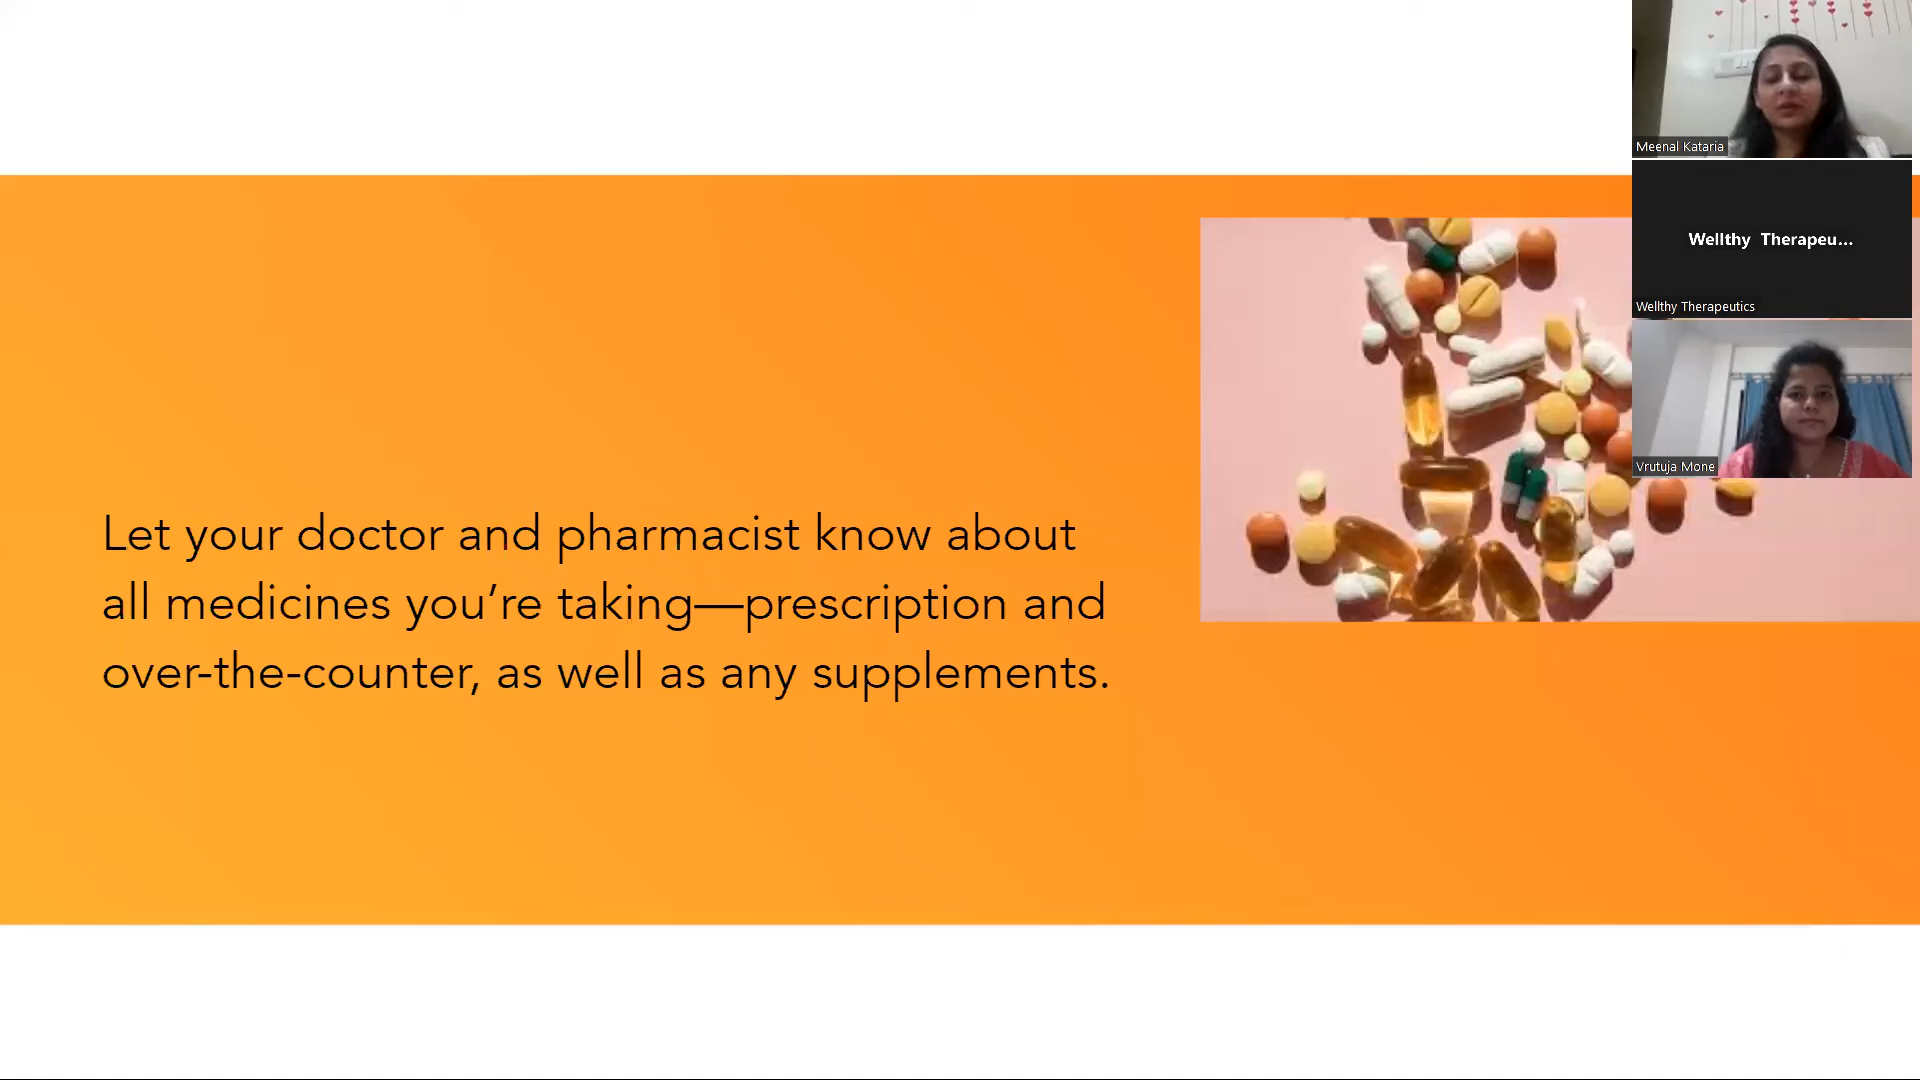 Let your doctor and pharmacist know about
all medicines you’re taking—prescription and
over-the-counter, as well as any supplements.
Meenal Kataria
Wellthy Therapeu...
Wellthy Therapeutics
Vrutuja Mone